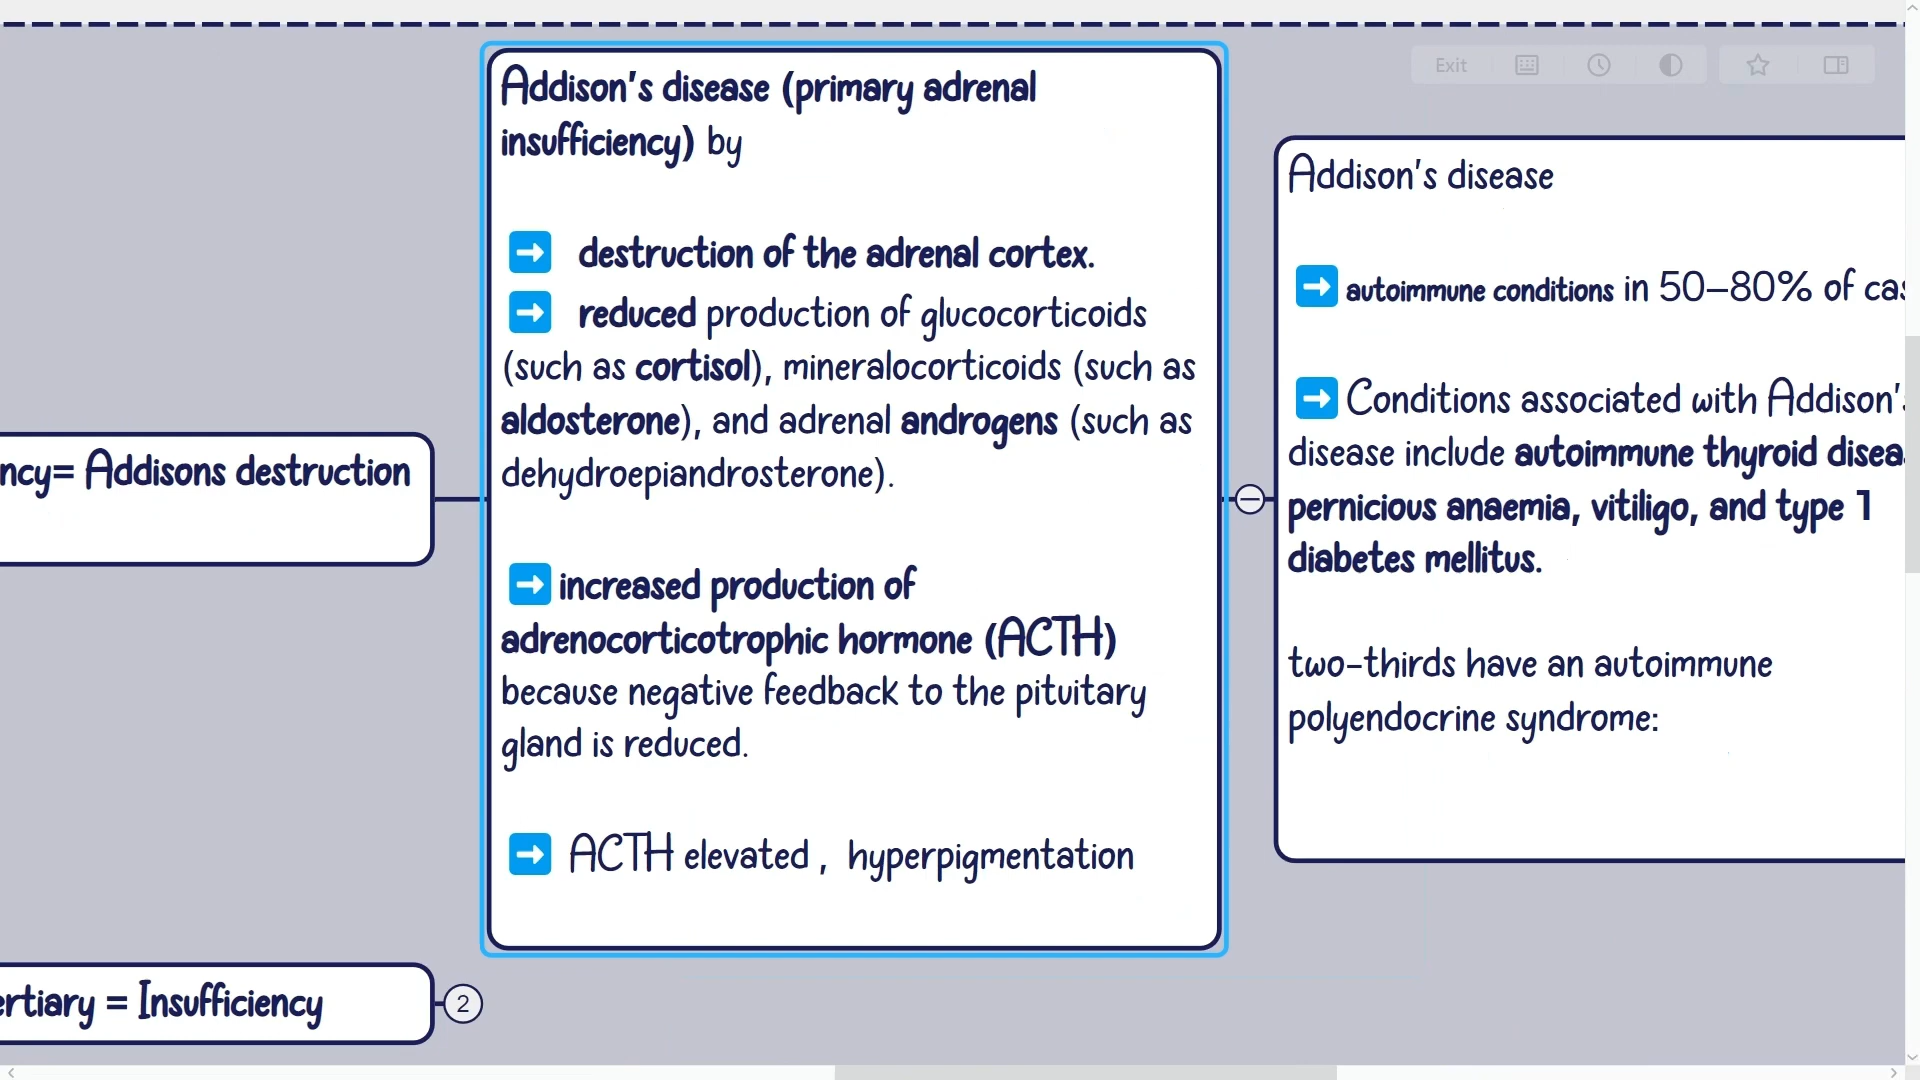 Exit
Addison's disease (primary adrenal
insufficiency) by
destruction of the adrenal cortex.
reduced production of glucocorticoids
(such as cortisol), mineralocorticoids (such as
aldosterone), and adrenal androgens (such as
dehydroepiandrosterone).
increased production of
adrenocorticotrophic hormone (ACTH)
because negative feedback to the pituitary
gland is reduced.
ACTH elevated , hyperpigmentation
Addison's disease
autoimmune conditions in 50–80% of
Conditions associated with Addison's
disease include autoimmune thyroid
pernicious anaemia, vitiligo, and type 1
diabetes mellitus.
two-thirds have an autoimmune
polyendocrine syndrome:
ncy= Addisons destruction
ertiary = Insufficiency
2